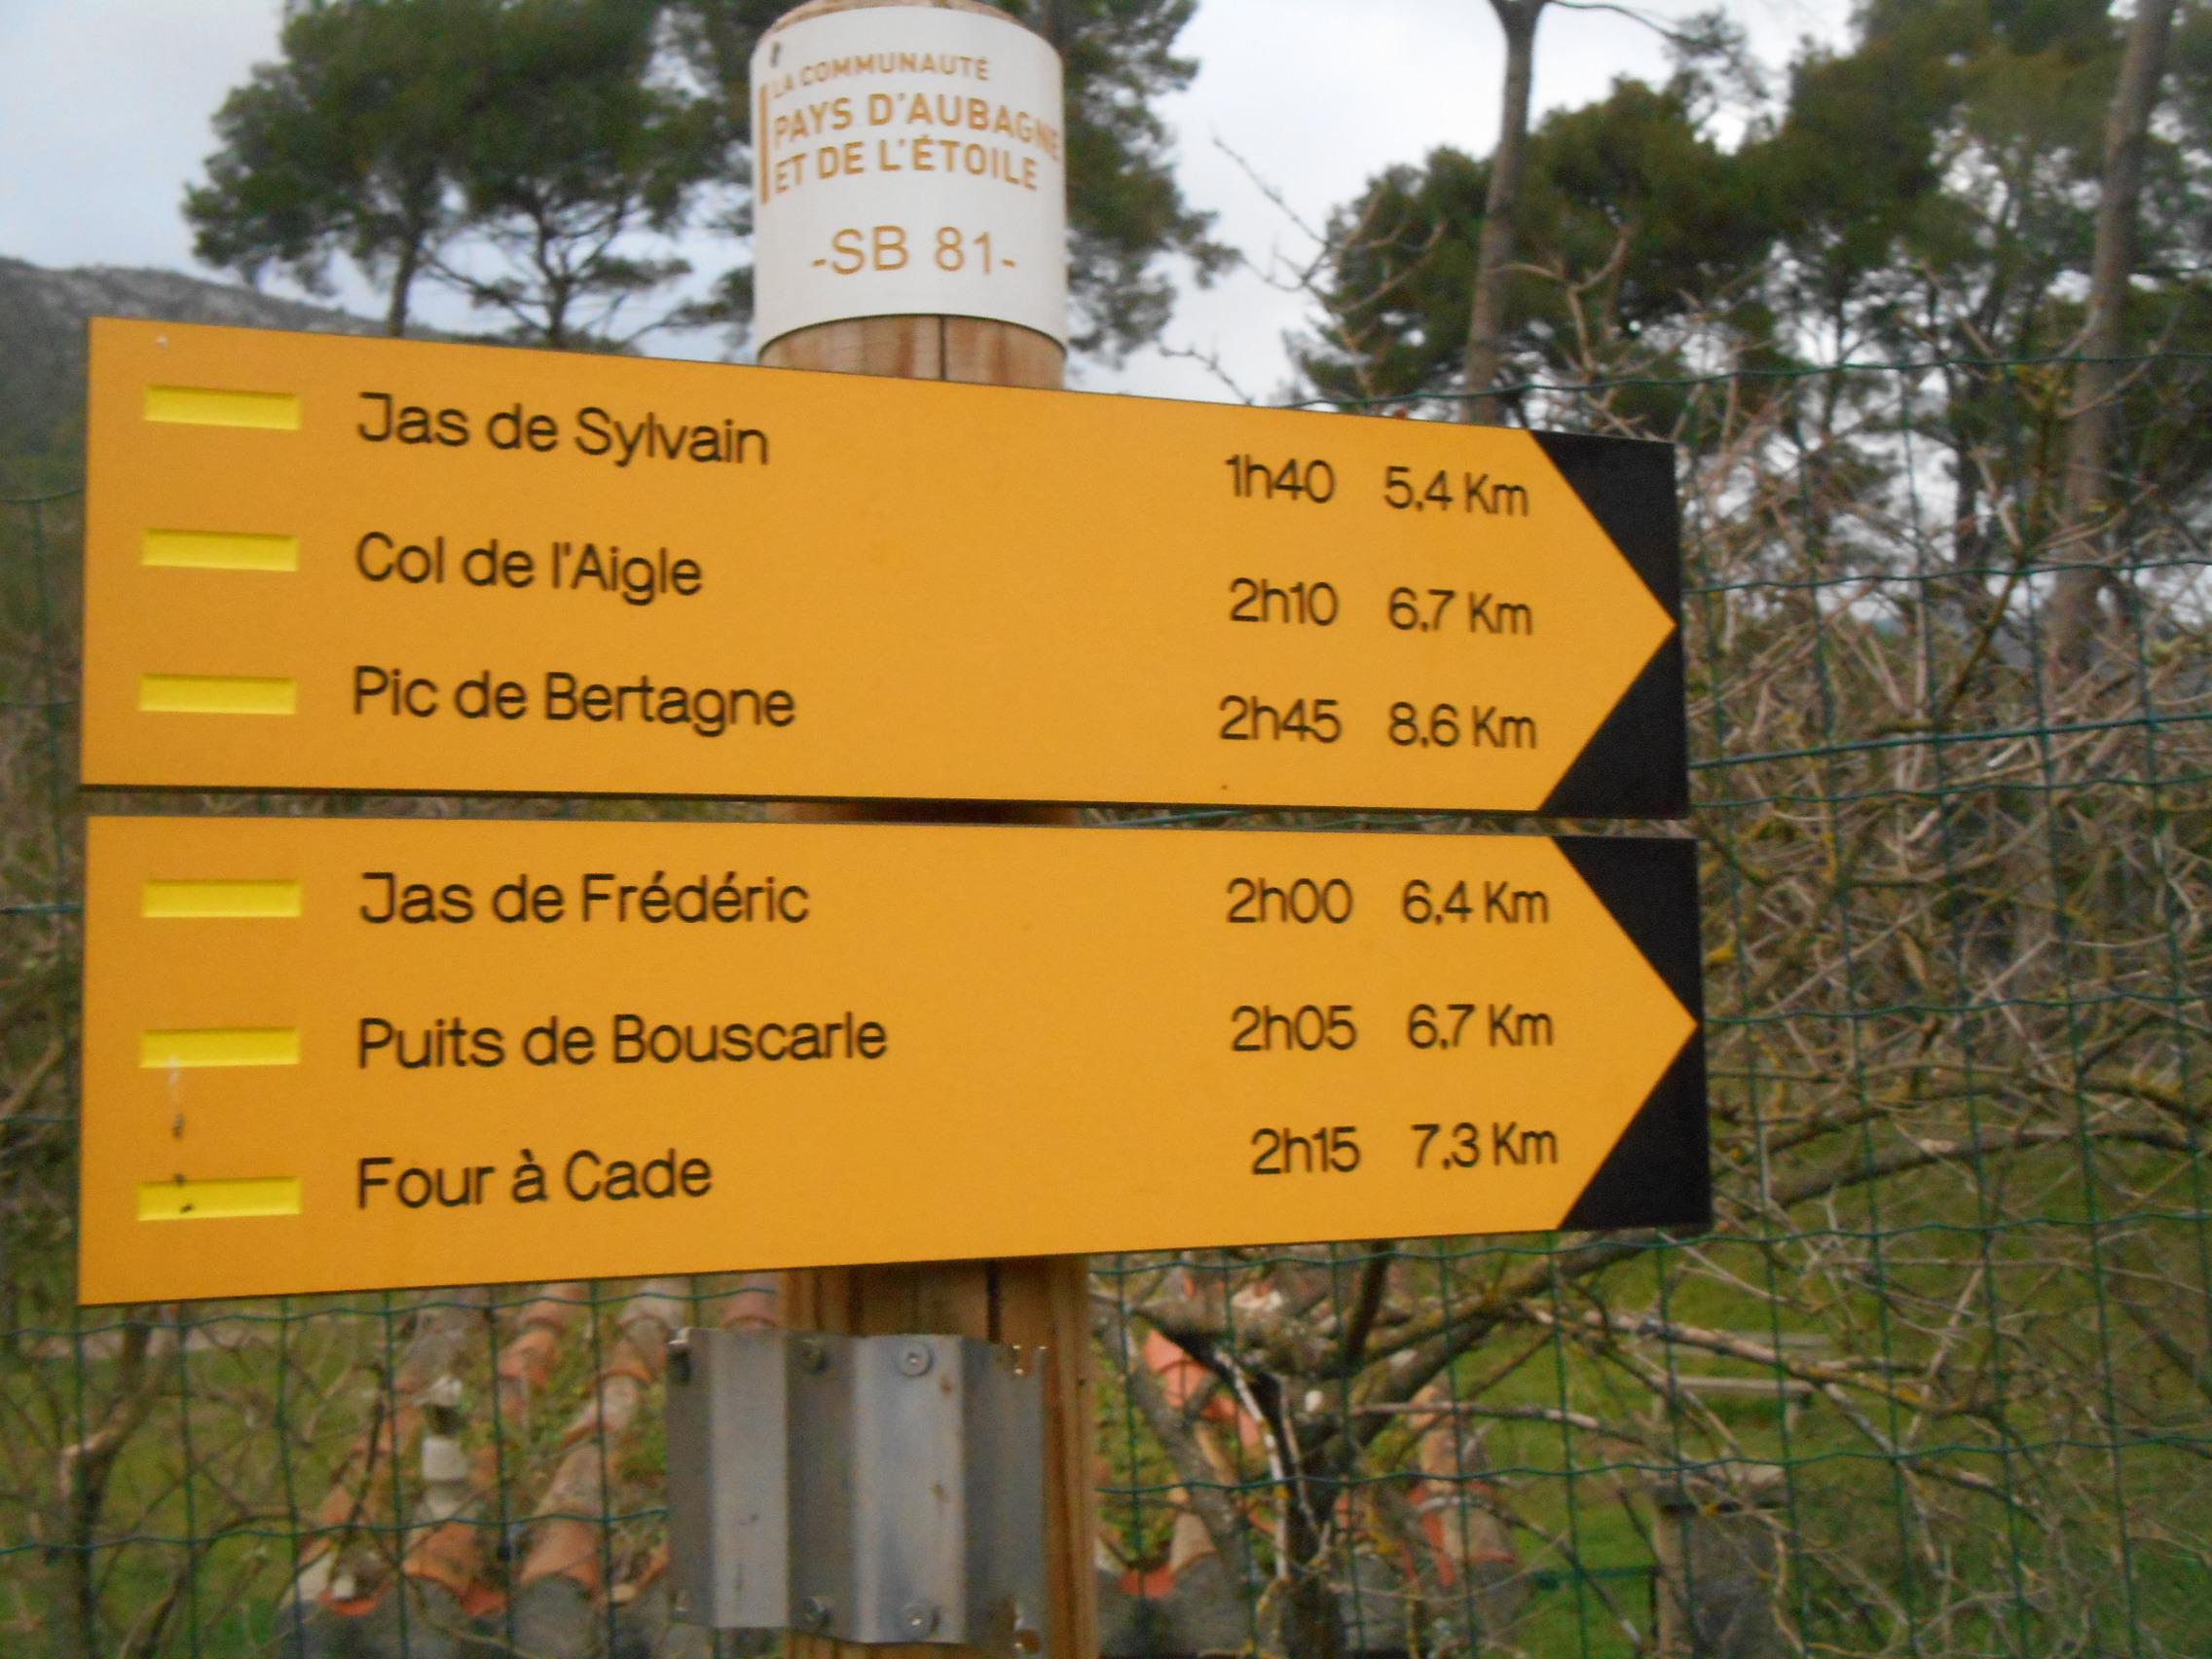 LA COMMUNAUTÉ
PAYS D'AUBAGNE
ET DE L'ÉTOILE
-SB 81-
Jas de Sylvain 1h40 5,4 Km
Col de l'Aigle 2h10 6,7 Km
Pic de Bertagne 2h45 8,6 Km
Jas de Frédéric 2h00 6,4 Km
Puits de Bouscarle 2h05 6,7 Km
Four à Cade 2h15 7,3 Km